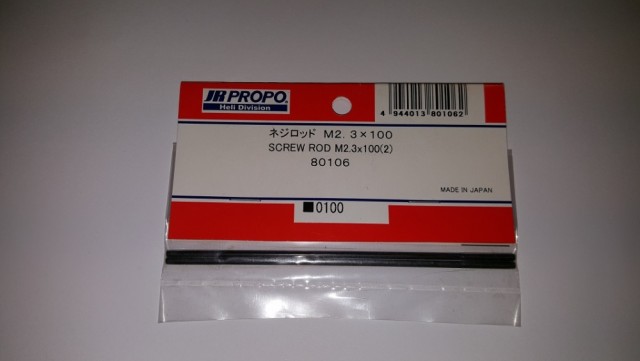 JR PROPO
Heli Division
4 944013 801062
ネジロッド M2.3×100
SCREW ROD M2.3x100(2)
80106
MADE IN JAPAN
■0100